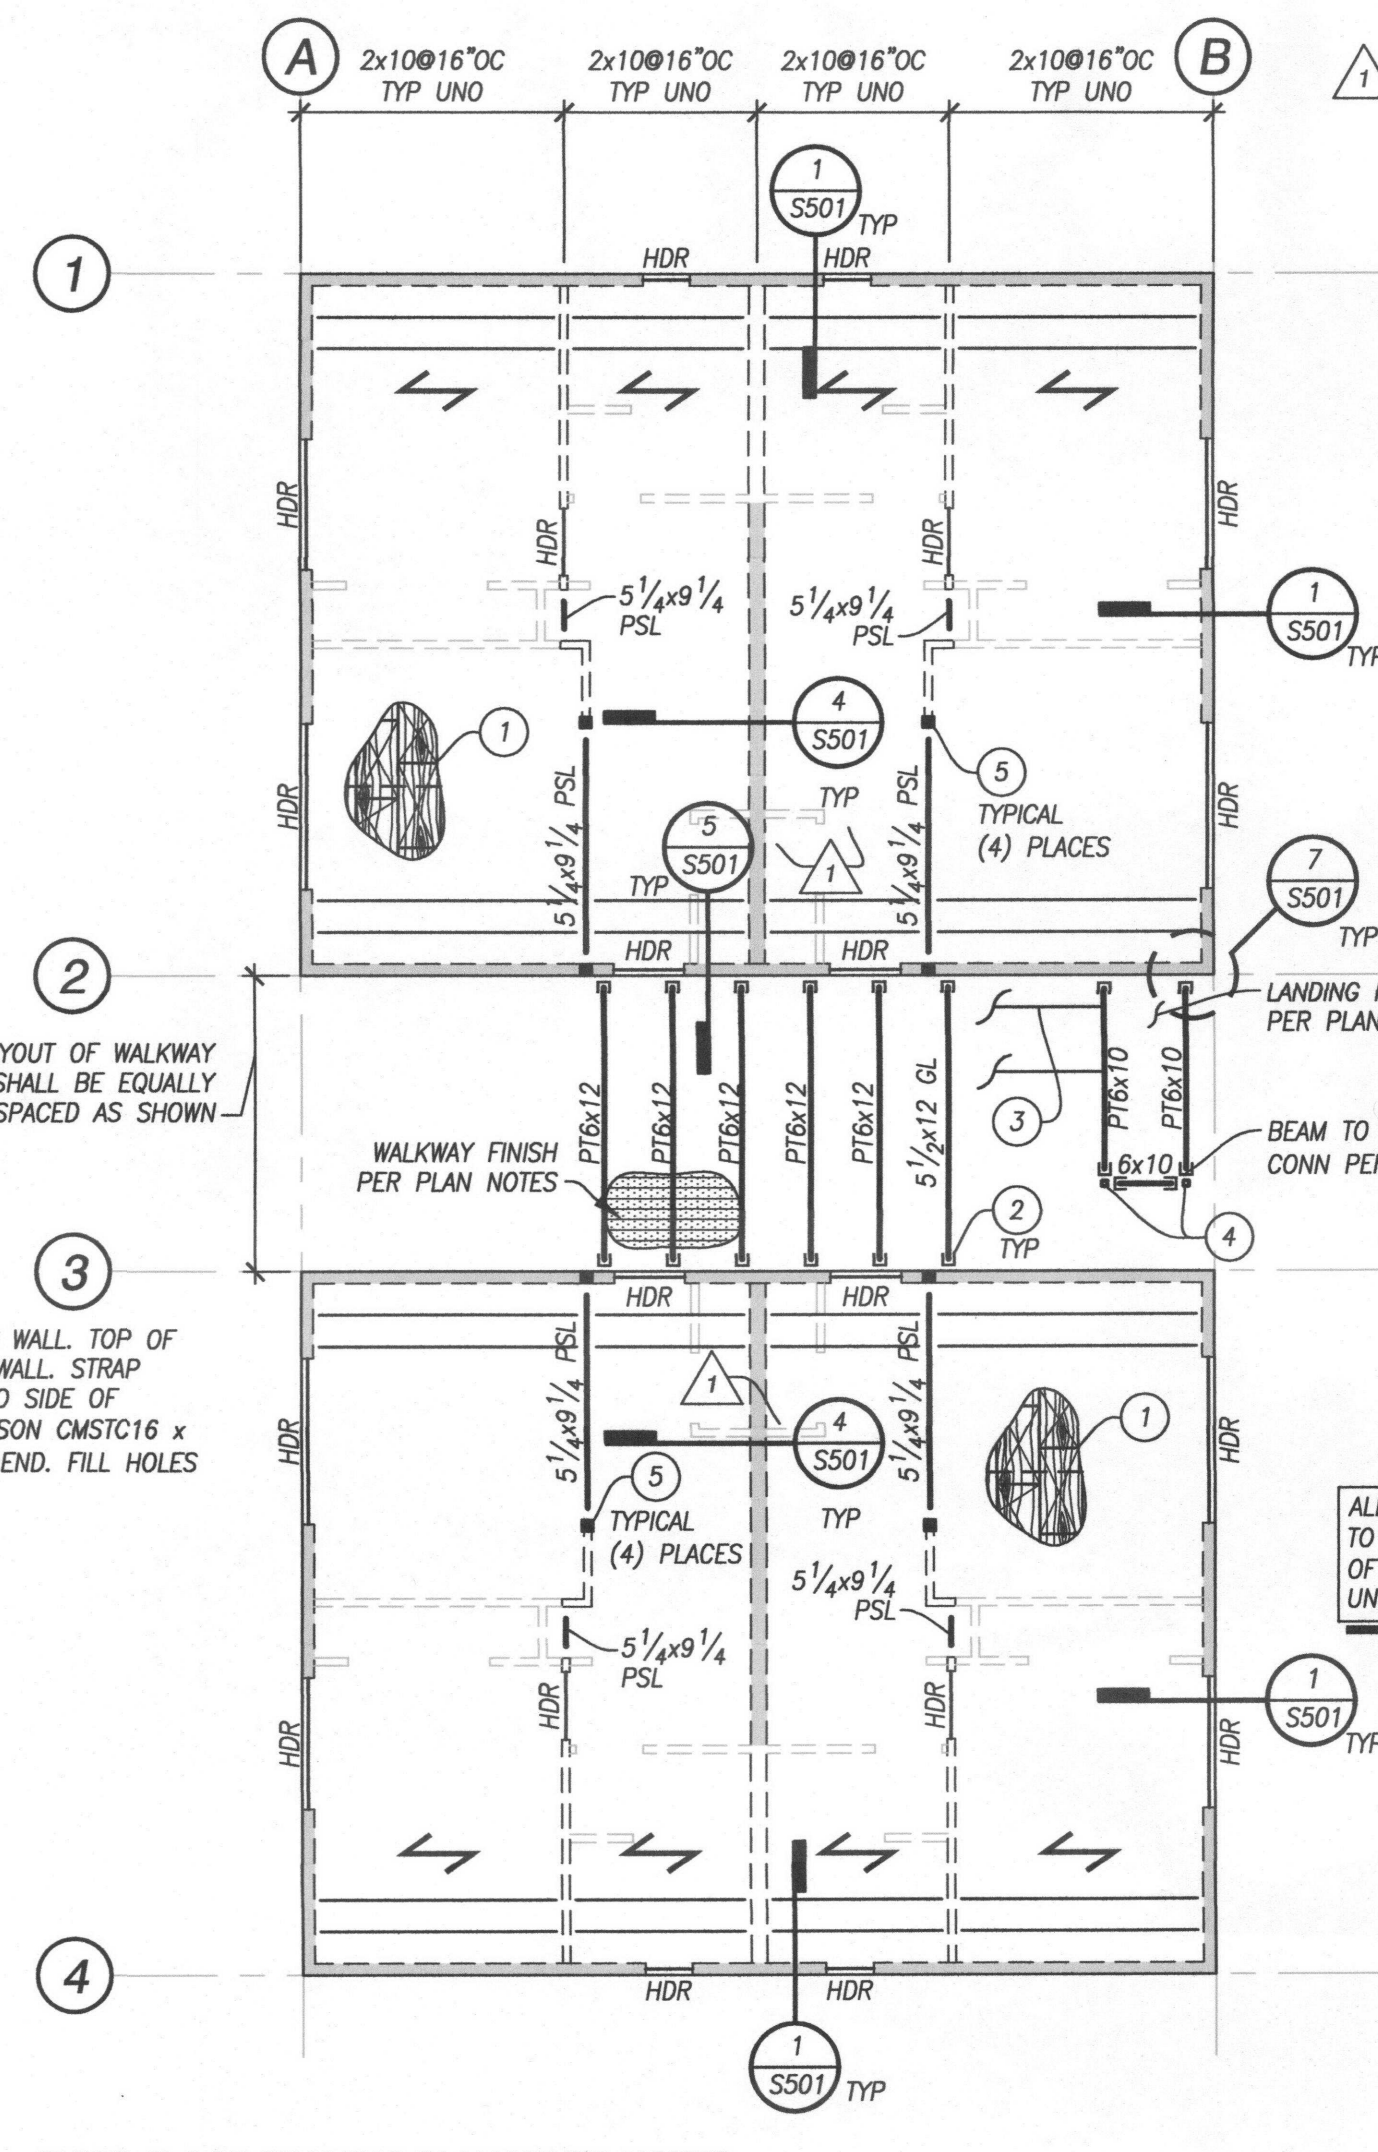 A
2x10@16"OC
TYP UNO
2x10@16"OC
TYP UNO
2x10@16"OC
TYP UNO
2x10@16"OC
TYP UNO
B
1
1
S501
TYP
1
HDR
HDR
HDR
HDR
HDR
HDR
5 1/4x9 1/4
PSL
5 1/4x9 1/4
PSL
1
S501
TYP
1
4
S501
TYP
5
TYPICAL
(4) PLACES
HDR
HDR
5 1/4x9 1/4 PSL
5 1/4x9 1/4 PSL
5
S501
TYP
1
7
S501
TYP
HDR
HDR
2
LANDING
PER PLAN
YOUT OF WALKWAY
SHALL BE EQUALLY
SPACED AS SHOWN
WALKWAY FINISH
PER PLAN NOTES
PT6x12
PT6x12
PT6x12
PT6x12
PT6x12
5 1/2x12 GL
3
PT6x10
PT6x10
BEAM TO
CONN PER
6x10
2
TYP
4
3
HDR
HDR
WALL. TOP OF
WALL. STRAP
O SIDE OF
SON CMSTC16 x
END. FILL HOLES
5 1/4x9 1/4 PSL
5 1/4x9 1/4 PSL
1
4
S501
TYP
1
HDR
HDR
5
TYPICAL
(4) PLACES
ALL
TO
OF
UN
5 1/4x9 1/4
PSL
5 1/4x9 1/4
PSL
HDR
HDR
HDR
HDR
1
S501
TYP
4
HDR
HDR
1
S501
TYP